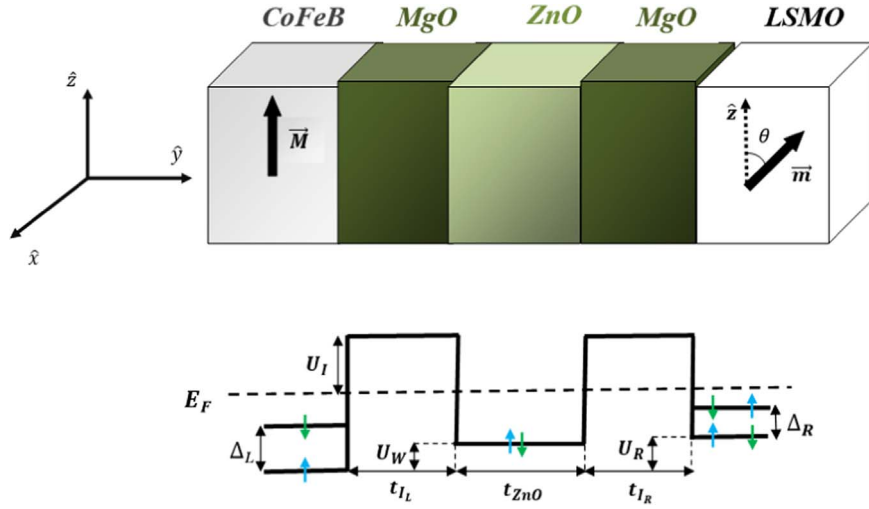 CoFeB MgO ZnO MgO LSMO
ẑ
ŷ
x̂
M⃗
ẑ θ
m⃗
U_I
E_F
Δ_L U_W U_R Δ_R
t_{I_L} t_{ZnO} t_{I_R}